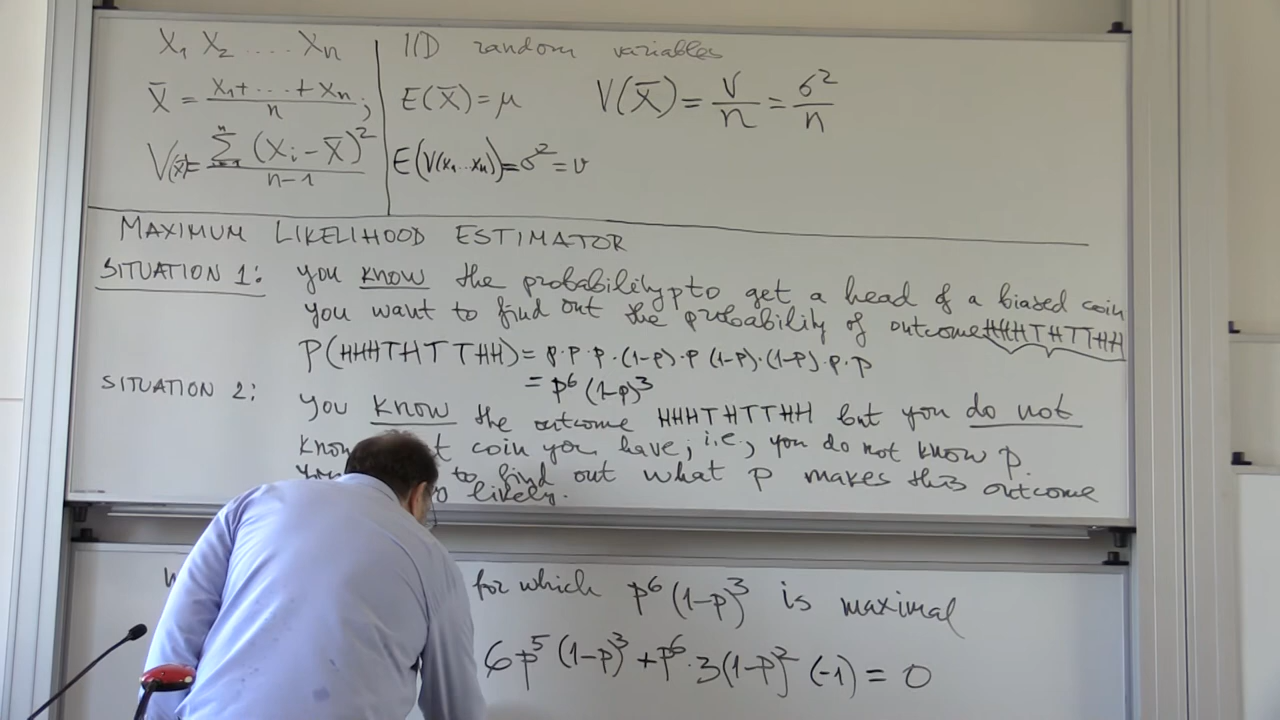 X₁ X₂ .... Xₙ
IID random variables
X̄ = (X₁+...+Xₙ)/n ;
E(X̄) = μ
V(X̄) = V/n = σ²/n
V(x̄)= Σ (Xᵢ-X̄)²/(n-1)
E(V(x₁...xₙ))=σ²=v
MAXIMUM LIKELIHOOD ESTIMATOR
SITUATION 1: you know the probability p to get a head of a biased coin
you want to find out the probability of outcome HHHTHTTHH
P(HHHTHTTHH)= p·p·p·(1-p)·p (1-p)·(1-p)·p·p
= p⁶ (1-p)³
SITUATION 2: you know the outcome HHHTHTTHH but you do not
know coin you have, i.e., you do not know p.
to find out what p makes this outcome
likely.
for which p⁶(1-p)³ is maximal
6p⁵(1-p)³+p⁶·3(1-p)²(-1)=0